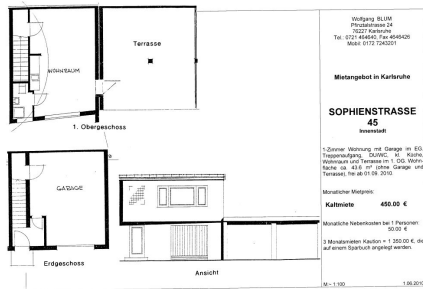 Wolfgang BLUM
Pfinztalstrasse 24
76227 Karlsruhe
Tel.: 0721 464640, Fax 4646426
Mobil: 0172 7243201
Mietangebot in Karlsruhe
SOPHIENSTRASSE
45
Innenstadt
1-Zimmer Wohnung mit Garage im EG.
Treppenaufgang, DU/WC, kl. Küche,
Wohnraum und Terrasse im 1. OG. Wohn-
fläche ca. 43.6 m² (ohne Garage und
Terrasse), frei ab 01.09. 2010.
Monatlicher Mietpreis:
Kaltmiete 450.00 €
Monatliche Nebenkosten bei 1 Personen:
50.00 €
3 Monatsmieten Kaution = 1 350.00 €, die
auf einem Sparbuch angelegt werden.
M ~ 1:100 1.06.2010
Terrasse
WOHNRAUM
1. Obergeschoss
GARAGE
Erdgeschoss
Ansicht